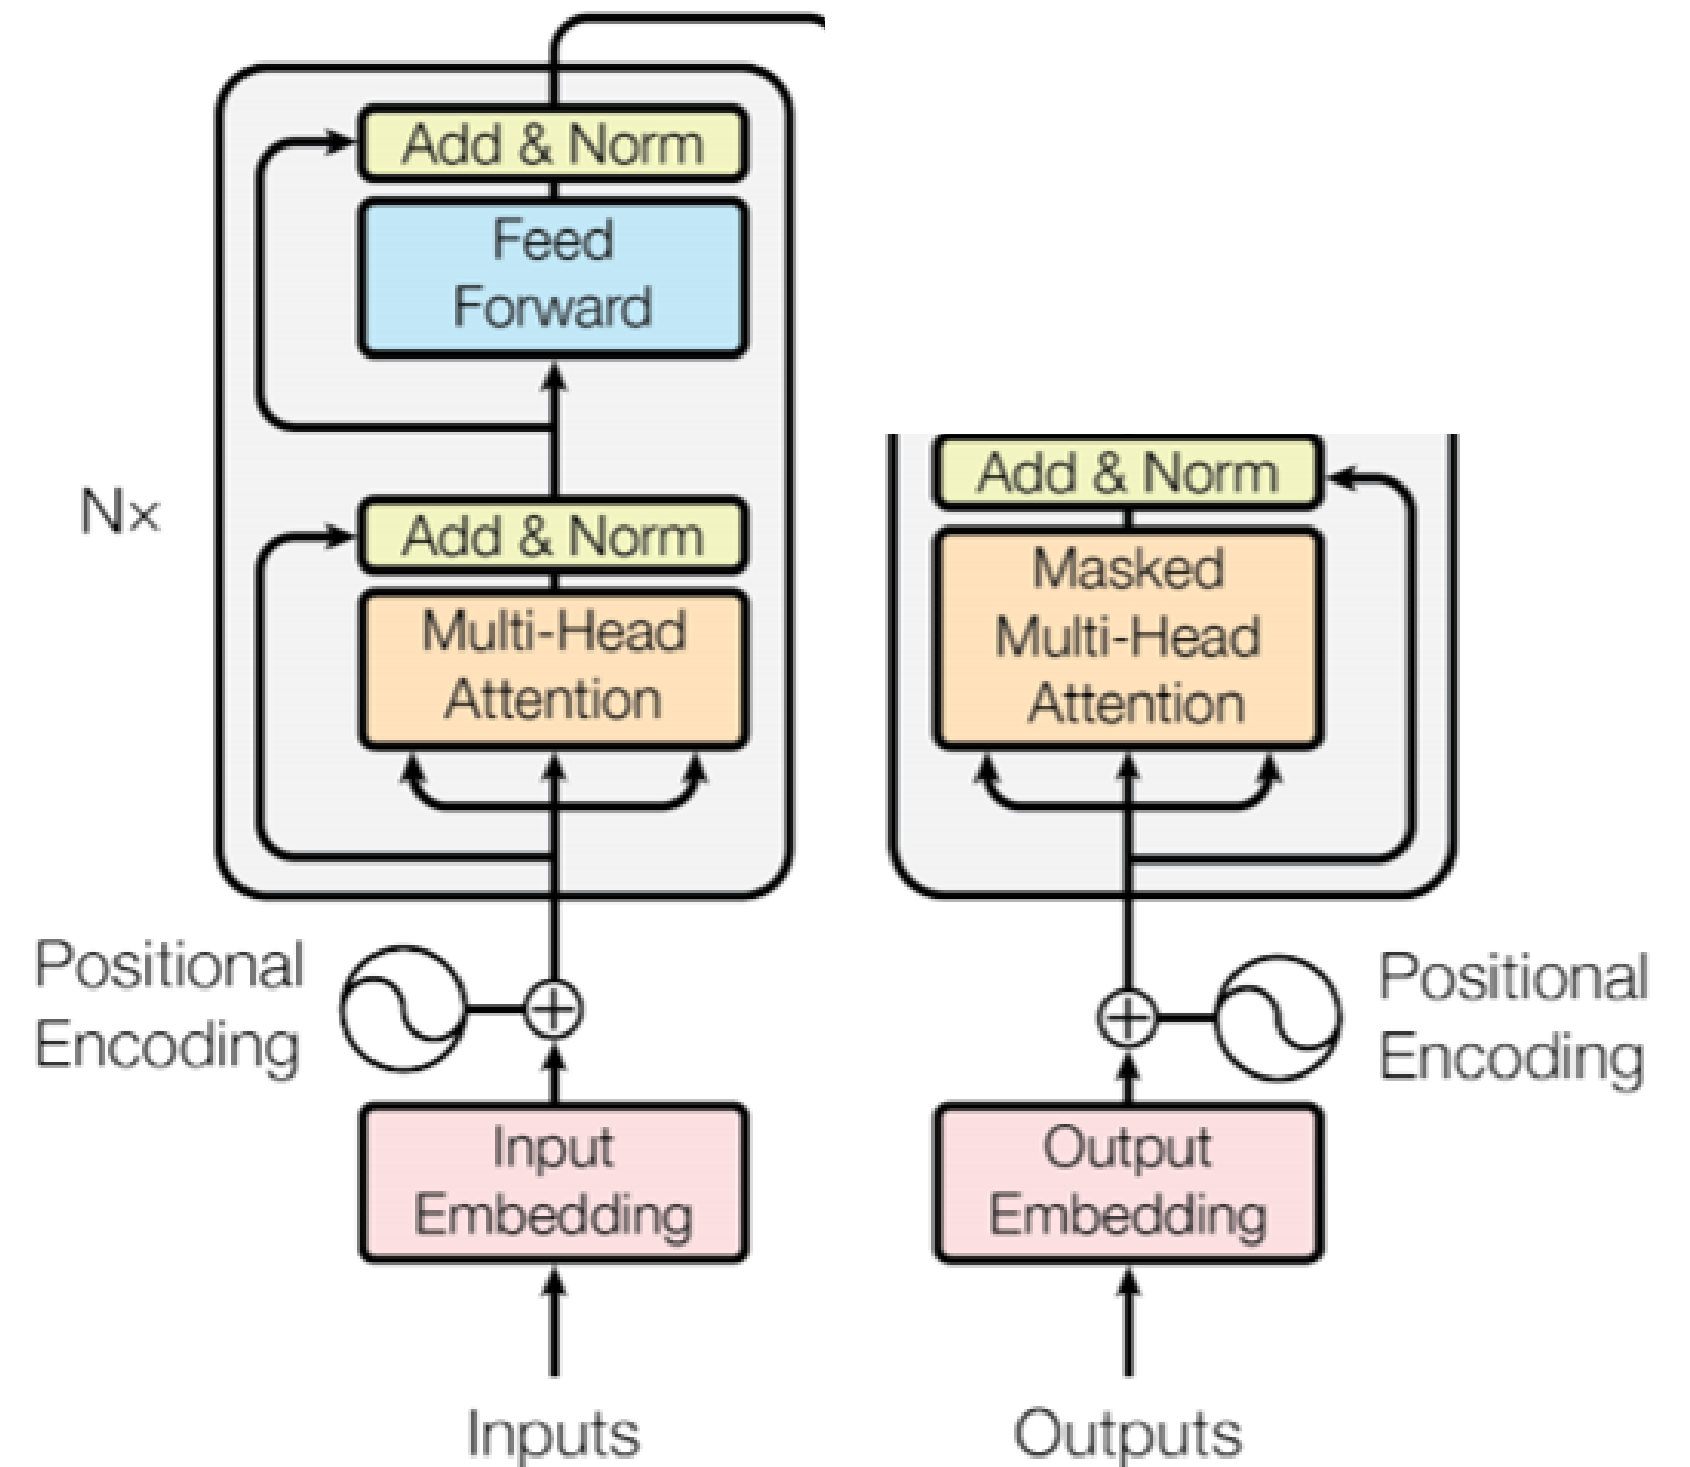 Add & Norm
Feed
Forward
Nx
Add & Norm
Multi-Head
Attention
Positional
Encoding
Input
Embedding
Inputs
Add & Norm
Masked
Multi-Head
Attention
Positional
Encoding
Output
Embedding
Outputs